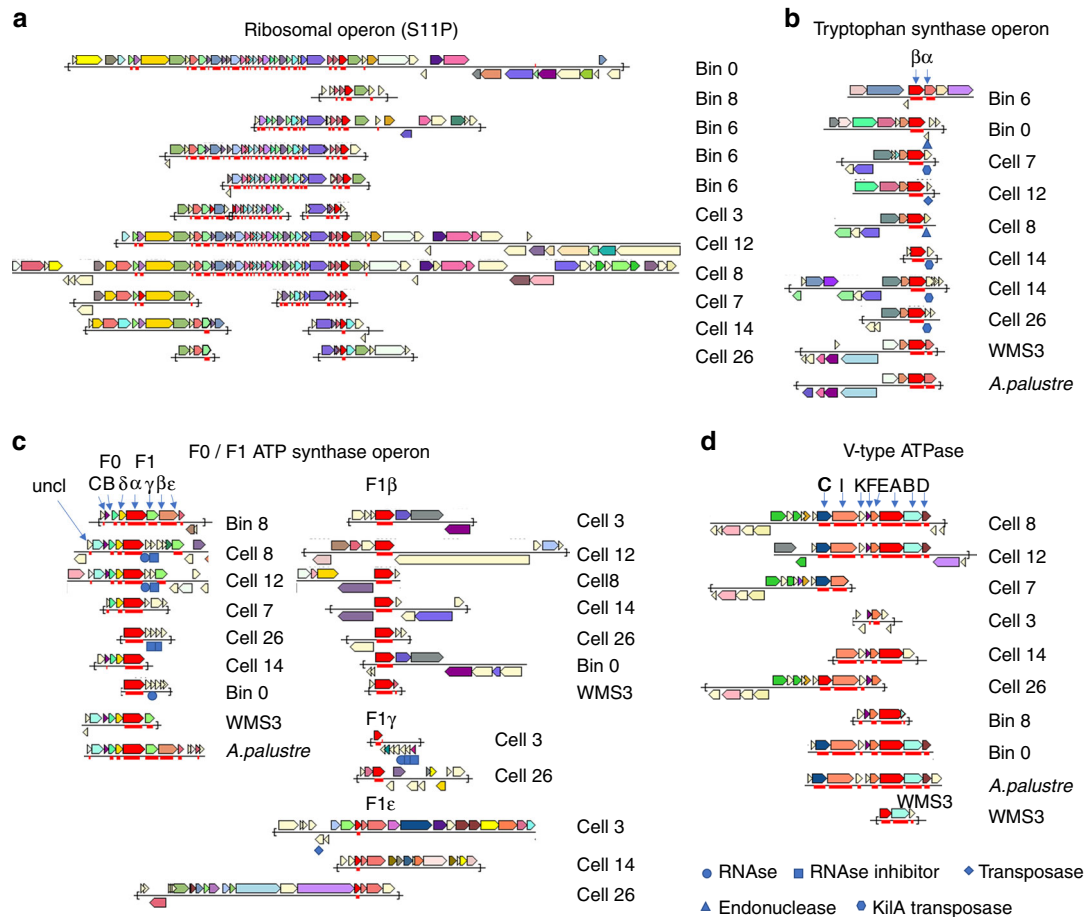 a
Ribosomal operon (S11P)
Bin 0
Bin 8
Bin 6
Bin 6
Bin 6
Cell 3
Cell 12
Cell 8
Cell 7
Cell 14
Cell 26
b
Tryptophan synthase operon
βα
Bin 6
Bin 0
Cell 7
Cell 12
Cell 8
Cell 14
Cell 14
Cell 26
WMS3
A.palustre
c
F0 / F1 ATP synthase operon
F0 F1
uncl CB δ α γ β ε
Bin 8
Cell 8
Cell 12
Cell 7
Cell 26
Cell 14
Bin 0
WMS3
A.palustre
F1β
Cell 3
Cell 12
Cell8
Cell 14
Cell 26
Bin 0
WMS3
F1γ
Cell 3
Cell 26
F1ε
Cell 3
Cell 14
Cell 26
d
V-type ATPase
C I KFEABD
Cell 8
Cell 12
Cell 7
Cell 3
Cell 14
Cell 26
Bin 8
Bin 0
A.palustre
WMS3
WMS3
RNAse RNAse inhibitor Transposase
Endonuclease KilA transposase